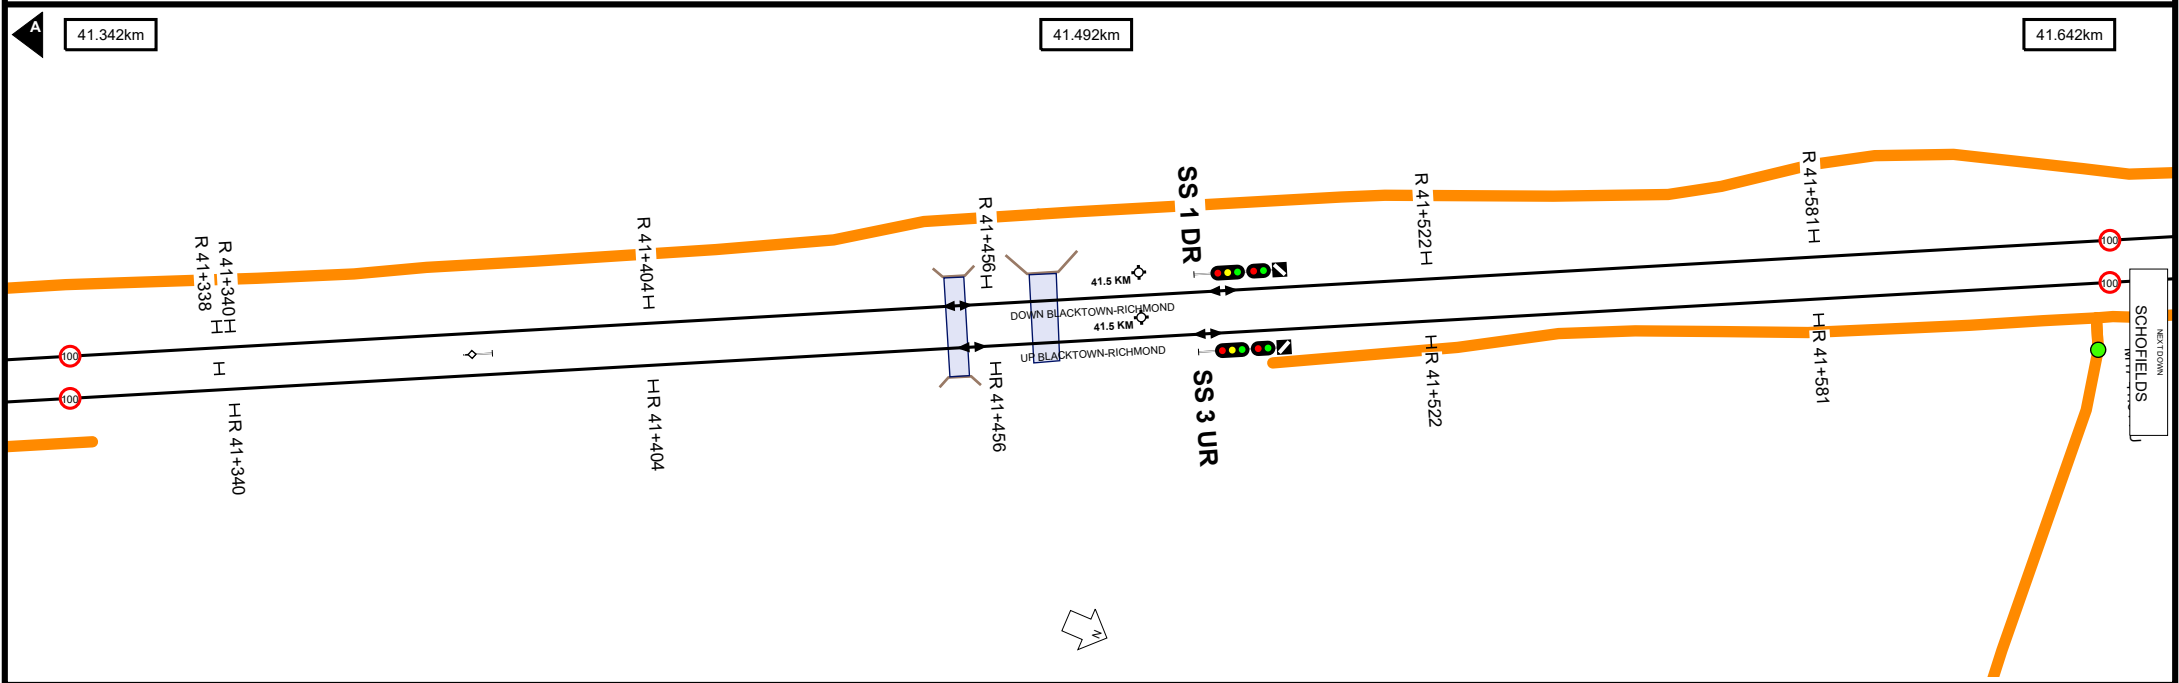 A
41.342km
41.492km
41.642km
R 41+338 H
R 41+340 H
R 41+404 H
R 41+456 H
SS 1 DR
R 41+522 H
R 41+581 H
100
100
41.5 KM
DOWN BLACKTOWN-RICHMOND
41.5 KM
UP BLACKTOWN-RICHMOND
100
100
H
HR 41+340
HR 41+404
HR 41+456
SS 3 UR
HR 41+522
HR 41+581
NEXT DOWN
SCHOFIELDS
N